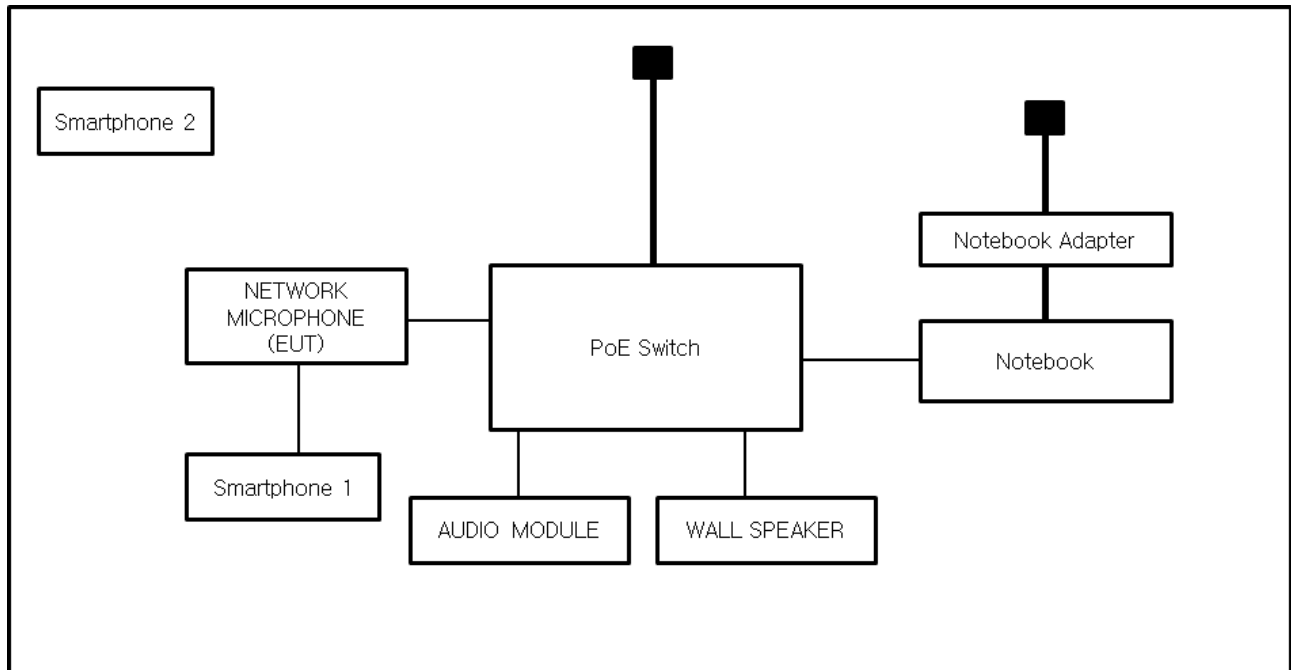 Smartphone 2
Notebook Adapter
NETWORK
MICROPHONE
(EUT)
PoE Switch
Notebook
Smartphone 1
AUDIO MODULE
WALL SPEAKER